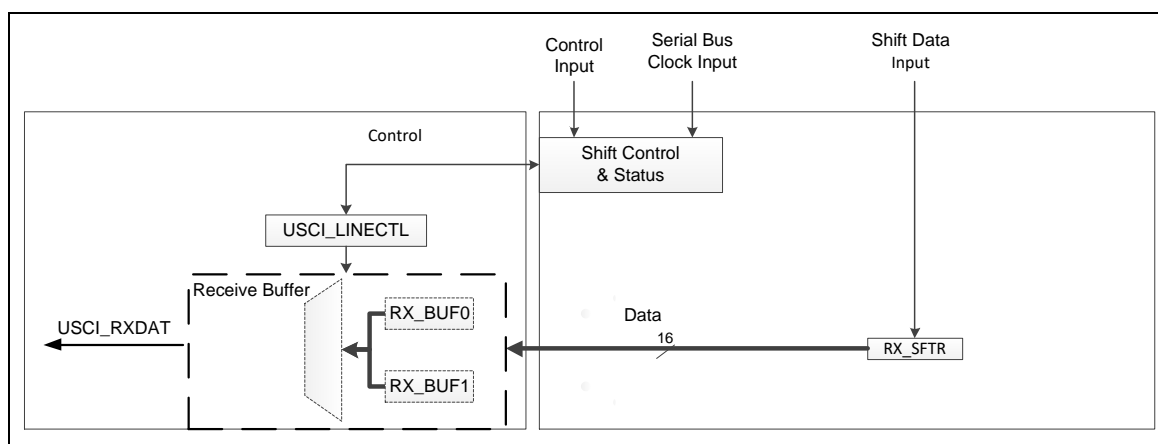 Control
Input
Serial Bus
Clock Input
Shift Data
Input
Control
Shift Control
& Status
USCI_LINECTL
Receive Buffer
RX_BUF0
USCI_RXDAT
Data
16
RX_SFTR
RX_BUF1